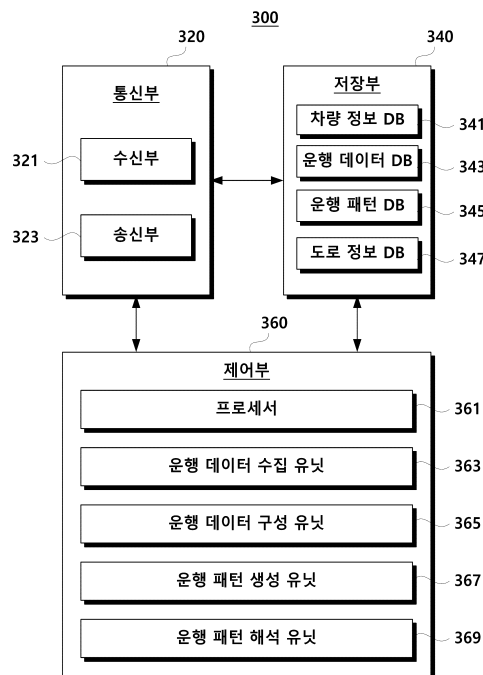 300
320
340
통신부
저장부
차량 정보 DB
341
321
수신부
운행 데이터 DB
343
운행 패턴 DB
345
323
송신부
도로 정보 DB
347
360
제어부
프로세서
361
운행 데이터 수집 유닛
363
운행 데이터 구성 유닛
365
운행 패턴 생성 유닛
367
운행 패턴 해석 유닛
369